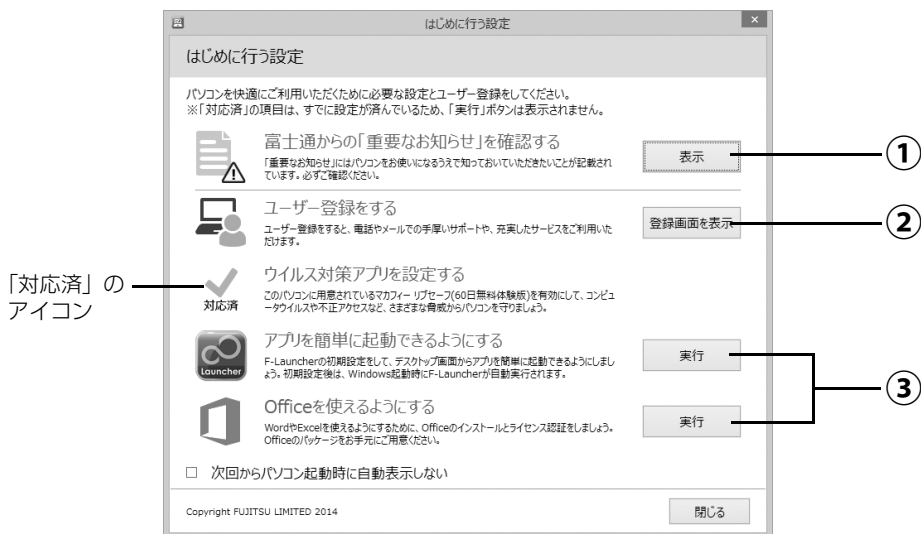 はじめに行う設定
はじめに行う設定
パソコンを快適にご利用いただくために必要な設定とユーザー登録をしてください。
※「対応済」の項目は、すでに設定が済んでいるため、「実行」ボタンは表示されません。
富士通からの「重要なお知らせ」を確認する
「重要なお知らせ」にはパソコンをお使いになるうえで知っておいていただきたいことが記載され
ています。必ずご確認ください。
表示
①
ユーザー登録をする
ユーザー登録をすると、電話やメールでの手厚いサポートや、充実したサービスをご利用いた
だけます。
登録画面を表示
②
「対応済」の
アイコン
対応済
ウイルス対策アプリを設定する
このパソコンに用意されているマカフィー リブセーフ(60日無料体験版)を有効にして、コンピュ
ータウイルスや不正アクセスなど、さまざまな脅威からパソコンを守りましょう。
Launcher
アプリを簡単に起動できるようにする
F-Launcherの初期設定をして、デスクトップ画面からアプリを簡単に起動できるようにしまし
ょう。初期設定後は、Windows起動時にF-Launcherが自動実行されます。
実行
③
Officeを使えるようにする
WordやExcelを使えるようにするために、Officeのインストールとライセンス認証をしましょう。
Officeのパッケージをお手元にご用意ください。
実行
次回からパソコン起動時に自動表示しない
Copyright FUJITSU LIMITED 2014
閉じる